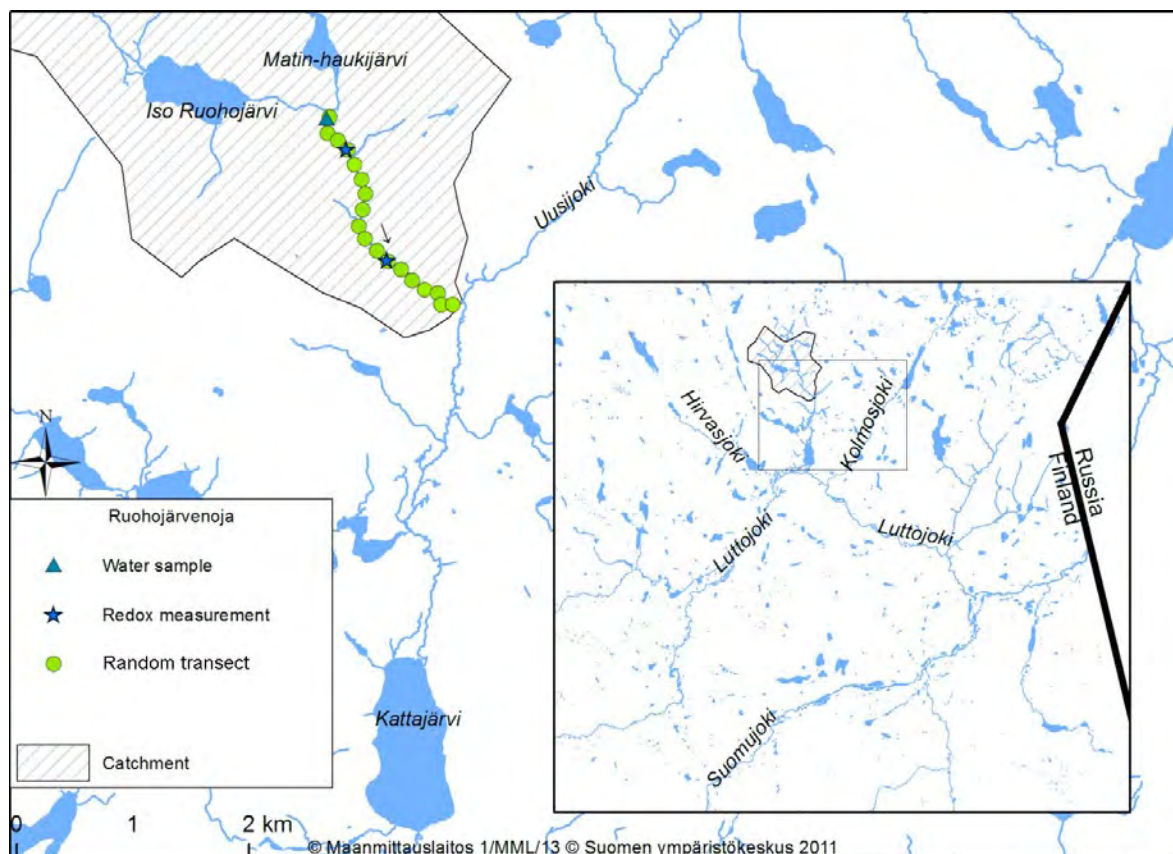 Matin-haukijärvi
Iso Ruohojärvi
Uusijoki
N
Ruohojärvenoja
Water sample
Redox measurement
Random transect
Catchment
Kattajärvi
0 1 2 km
Hirvasjoki
Kolmosjoki
Luttojoki
Luttojoki
Suomujoki
Russia
Finland
© Maanmittauslaitos 1/MML/13 © Suomen ympäristökeskus 2011